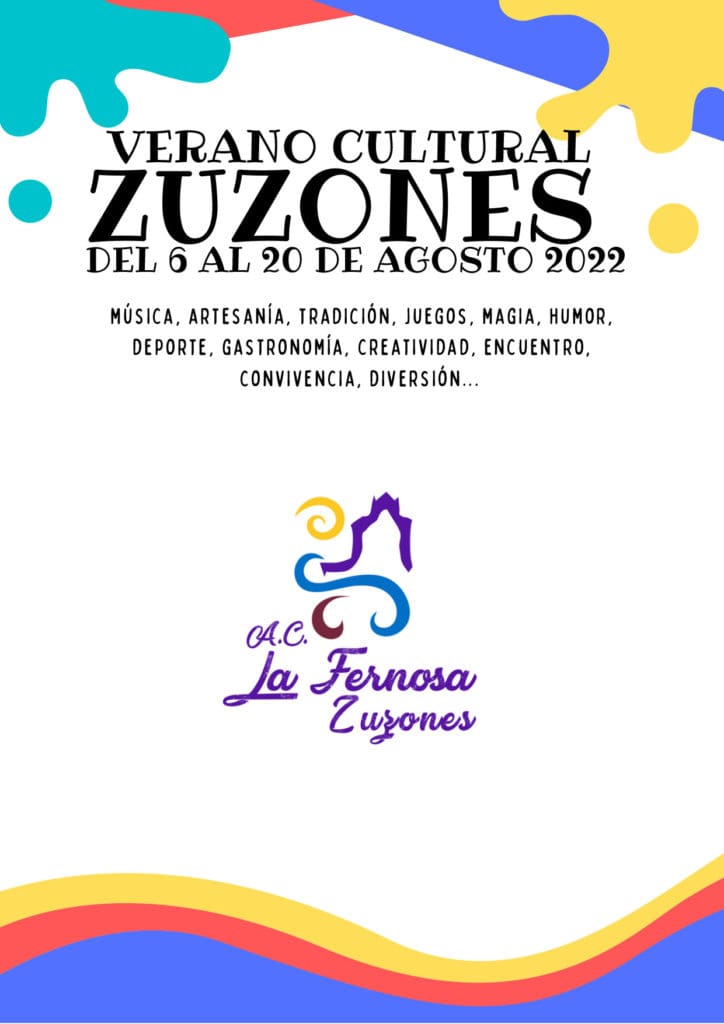 VERANO CULTURAL
ZUZONES
DEL 6 AL 20 DE AGOSTO 2022
MÚSICA, ARTESANÍA, TRADICIÓN, JUEGOS, MAGIA, HUMOR,
DEPORTE, GASTRONOMÍA, CREATIVIDAD, ENCUENTRO,
CONVIVENCIA, DIVERSIÓN...
A.C.
La Fernosa
Zuzones